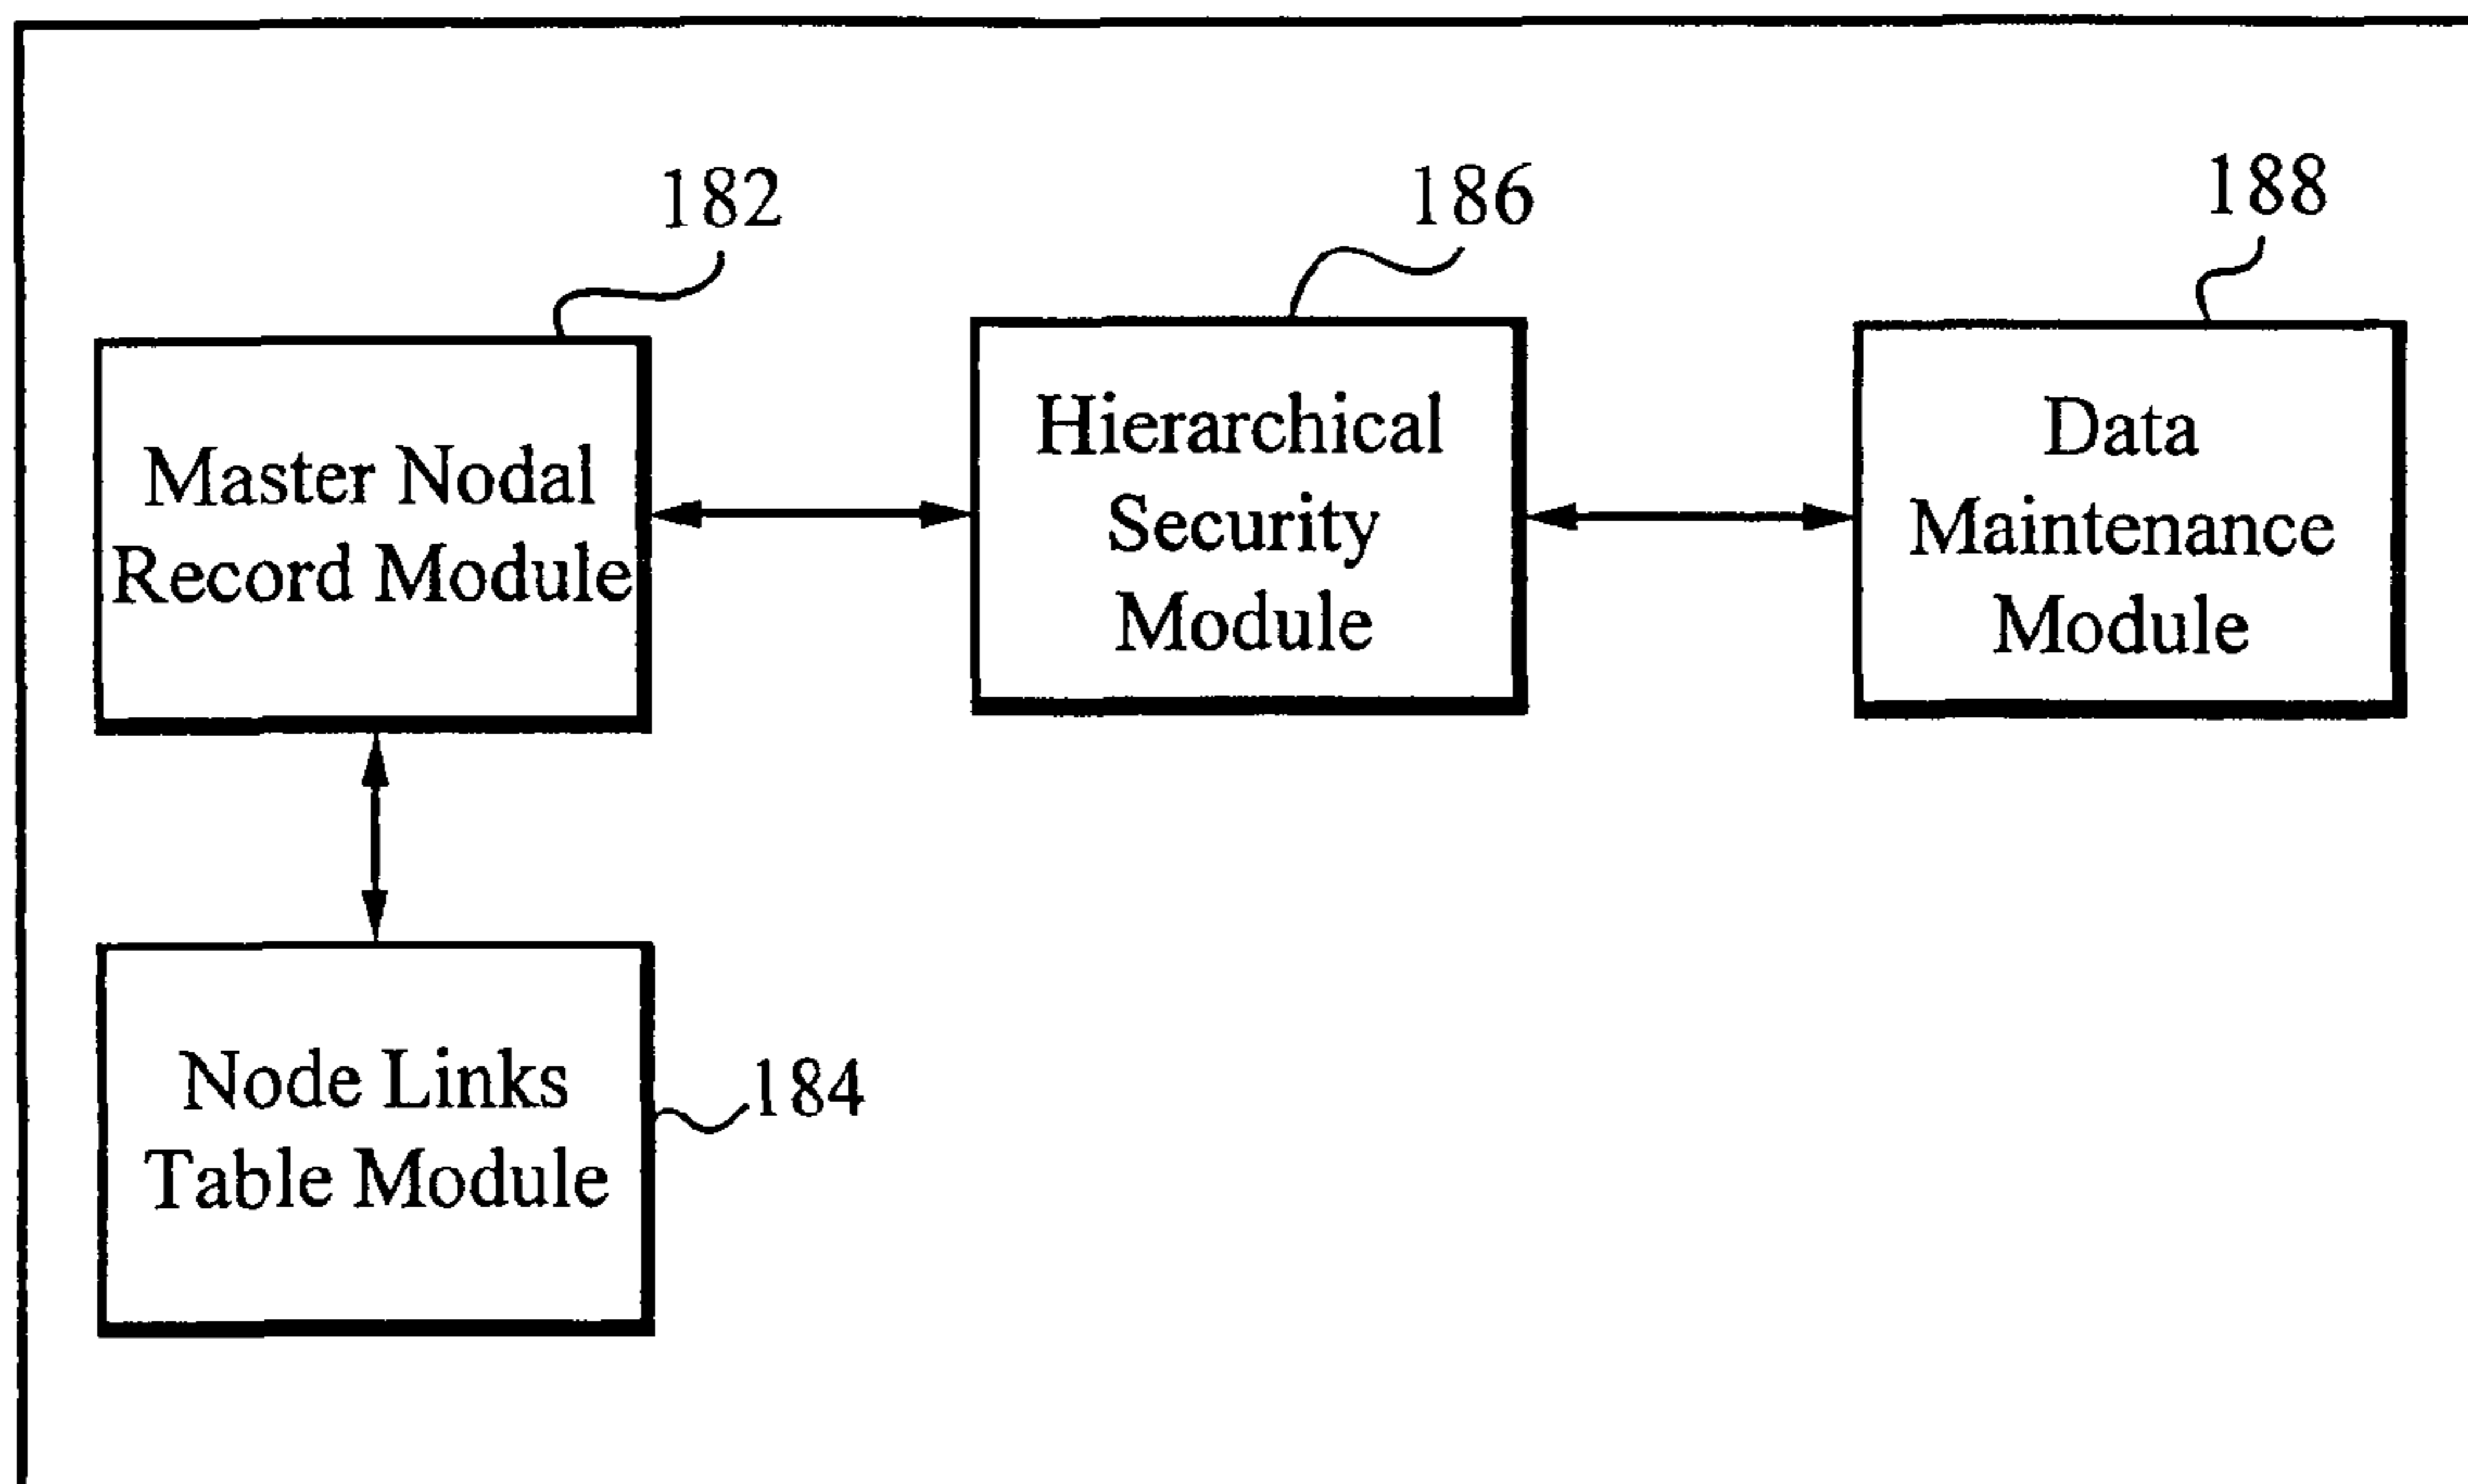 182
186
188
Master Nodal
Record Module
Hierarchical
Security
Module
Data
Maintenance
Module
Node Links
Table Module
184